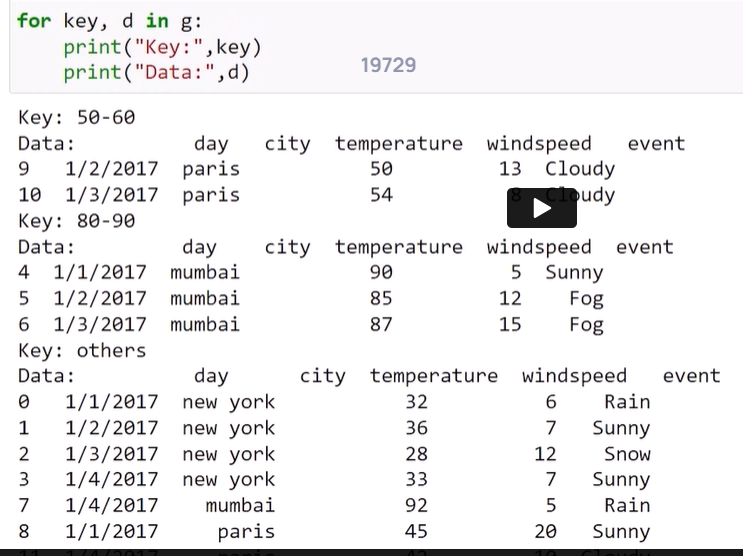 for key, d in g:
    print("Key:",key)
    print("Data:",d)
19729
Key: 50-60
Data:          day   city  temperature  windspeed   event
9   1/2/2017  paris           50         13  Cloudy
10  1/3/2017  paris           54          8  Cloudy
Key: 80-90
Data:         day    city  temperature  windspeed  event
4  1/1/2017  mumbai           90          5  Sunny
5  1/2/2017  mumbai           85         12    Fog
6  1/3/2017  mumbai           87         15    Fog
Key: others
Data:          day      city  temperature  windspeed   event
0   1/1/2017  new york           32          6    Rain
1   1/2/2017  new york           36          7   Sunny
2   1/3/2017  new york           28         12    Snow
3   1/4/2017  new york           33          7   Sunny
7   1/4/2017    mumbai           92          5    Rain
8   1/1/2017     paris           45         20   Sunny